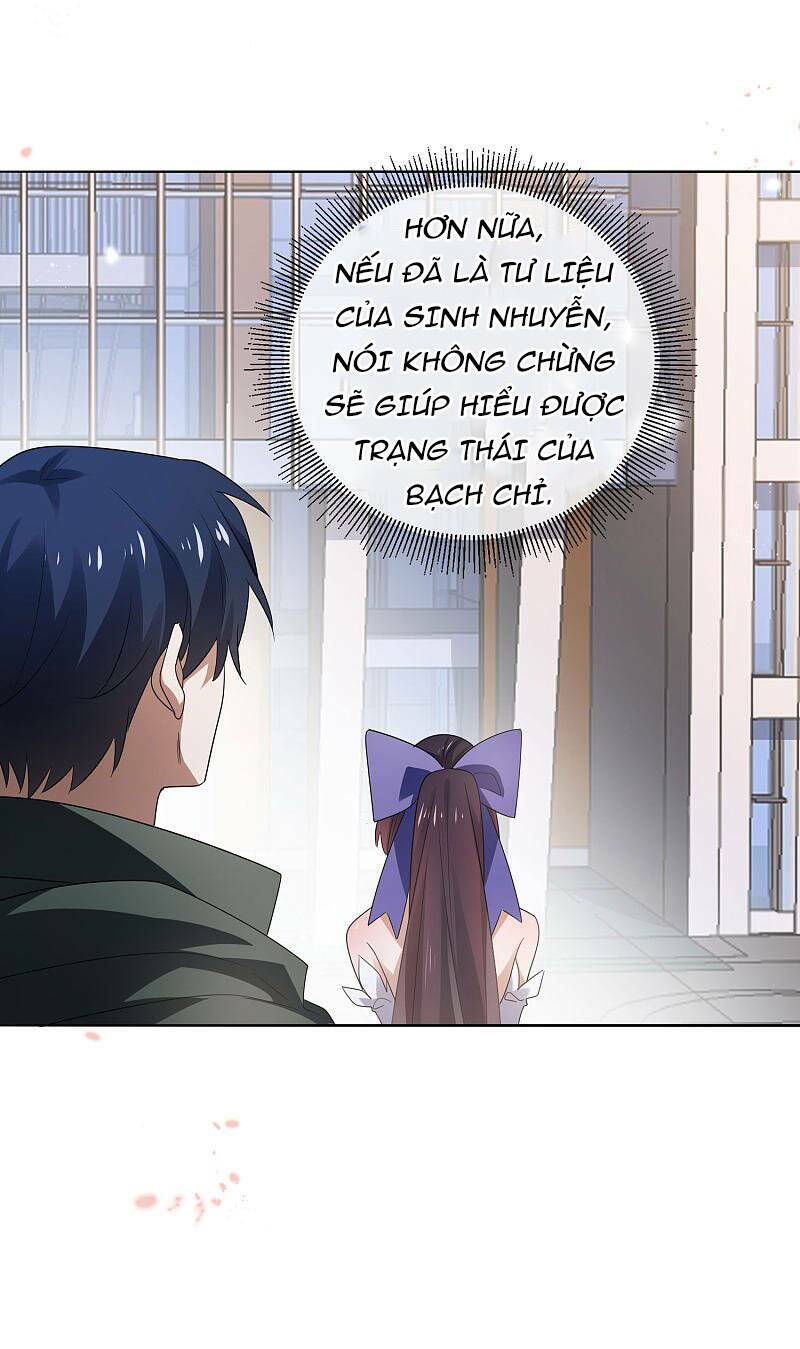 HƠN NỮA,
NẾU ĐÃ LÀ TƯ LIỆU
CỦA SINH NHUYỄN,
NÓI KHÔNG CHỪNG
SẼ GIÚP HIỂU ĐƯỢC
TRẠNG THÁI CỦA
BẠCH CHỈ.